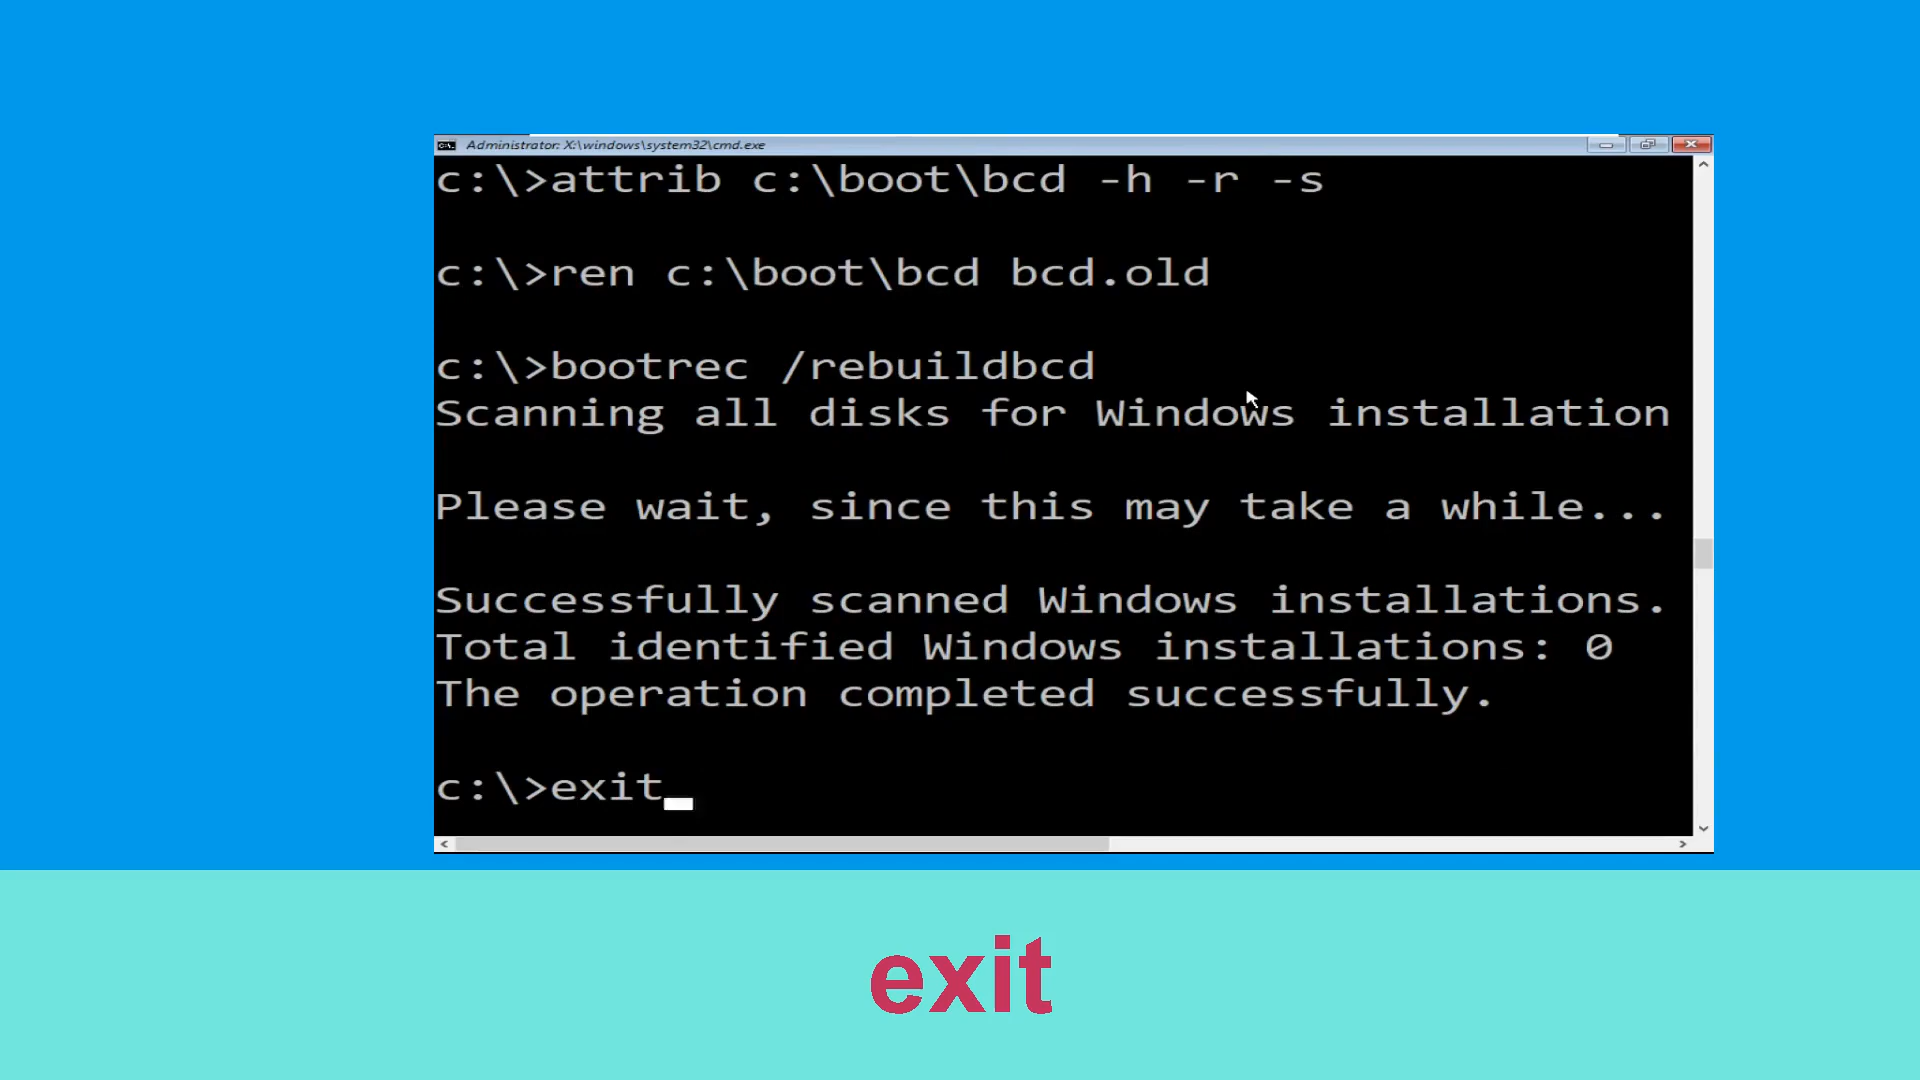 Administrator: X:\windows\system32\cmd.exe
c:\>attrib c:\boot\bcd -h -r -s
c:\>ren c:\boot\bcd bcd.old
c:\>bootrec /rebuildbcd
Scanning all disks for Windows installation
Please wait, since this may take a while...
Successfully scanned Windows installations.
Total identified Windows installations: 0
The operation completed successfully.
c:\>exit
exit